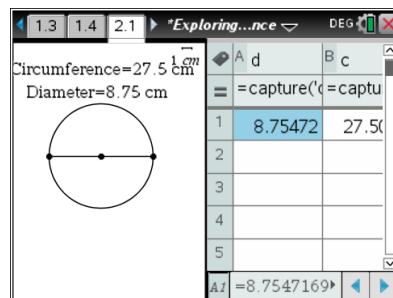 1.3 1.4 2.1 *Exploring...nce DEG
1 cm
Circumference=27.5 cm
Diameter=8.75 cm
A d B c
= =capture('c =captu
1 8.75472 27.50
2
3
4
5
A1 =8.7547169